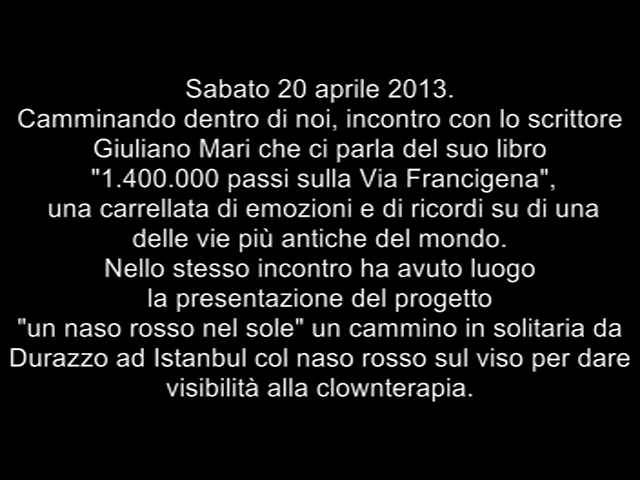 Sabato 20 aprile 2013.
Camminando dentro di noi, incontro con lo scrittore
Giuliano Mari che ci parla del suo libro
"1.400.000 passi sulla Via Francigena",
una carrellata di emozioni e di ricordi su di una
delle vie più antiche del mondo.
Nello stesso incontro ha avuto luogo
la presentazione del progetto
"un naso rosso nel sole" un cammino in solitaria da
Durazzo ad Istanbul col naso rosso sul viso per dare
visibilità alla clownterapia.